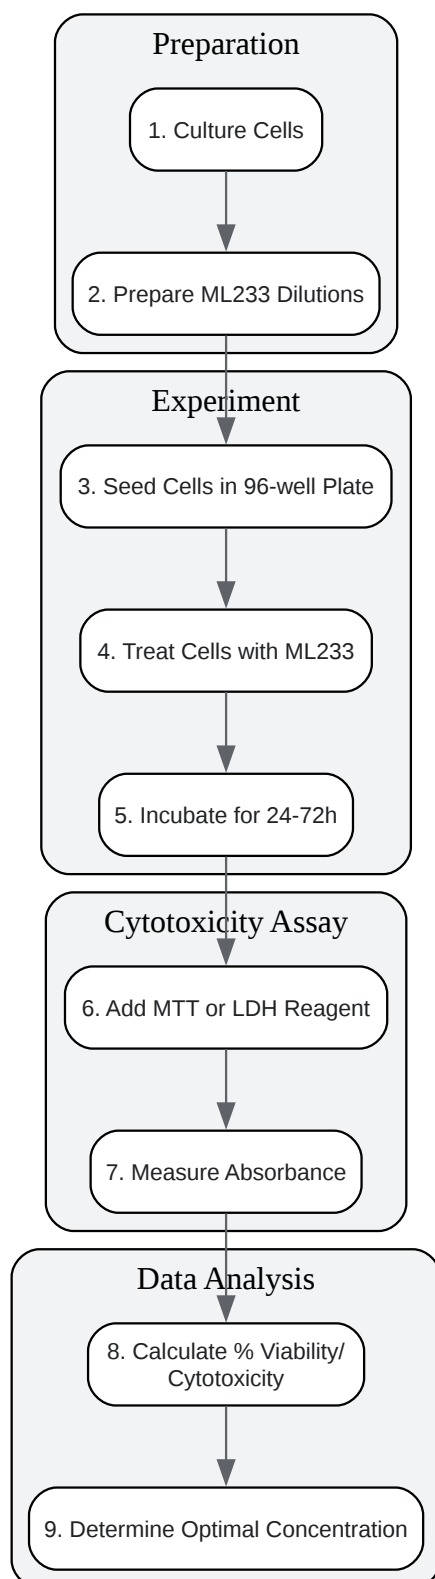 Preparation
1. Culture Cells
2. Prepare ML233 Dilutions
Experiment
3. Seed Cells in 96-well Plate
4. Treat Cells with ML233
5. Incubate for 24-72h
Cytotoxicity Assay
6. Add MTT or LDH Reagent
7. Measure Absorbance
Data Analysis
8. Calculate % Viability/
Cytotoxicity
9. Determine Optimal Concentration